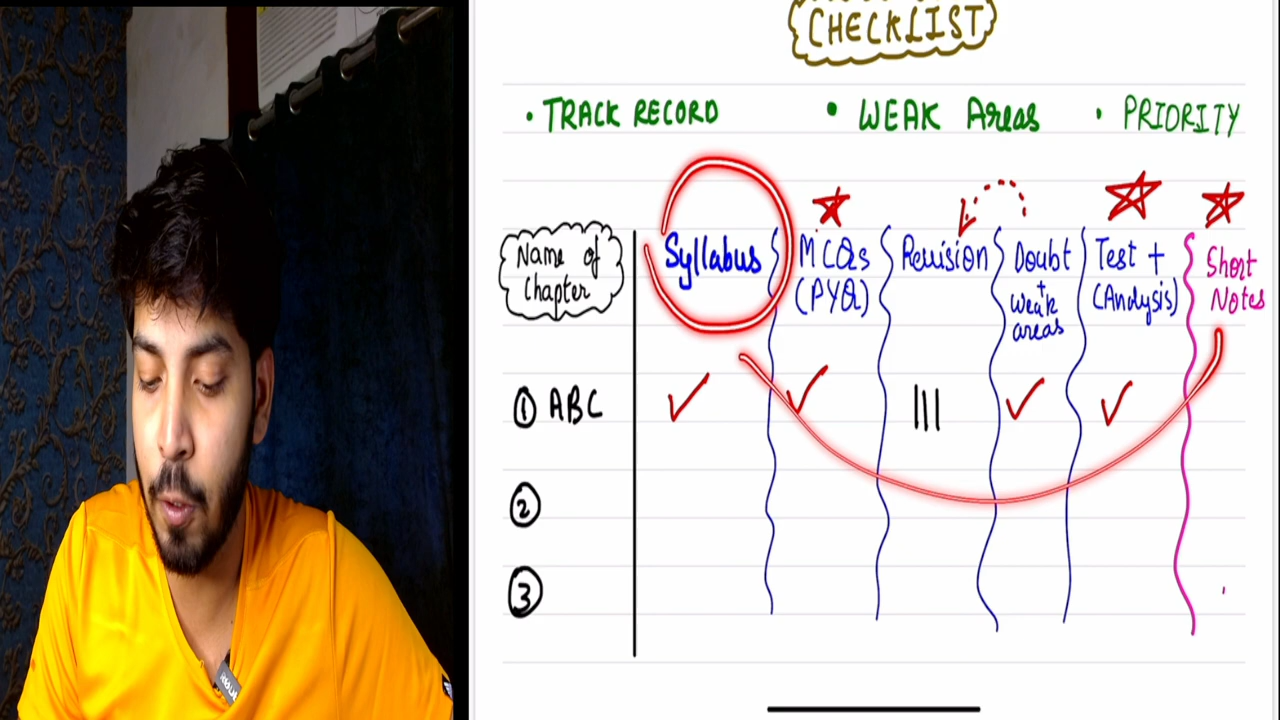 CHECKLIST
• TRACK RECORD • WEAK Areas • PRIORITY
Name of Chapter
Syllabus
MCQs
(PYQ)
Revision
Doubt
+
weak
areas
Test +
(Analysis)
Short
Notes
① ABC
②
③